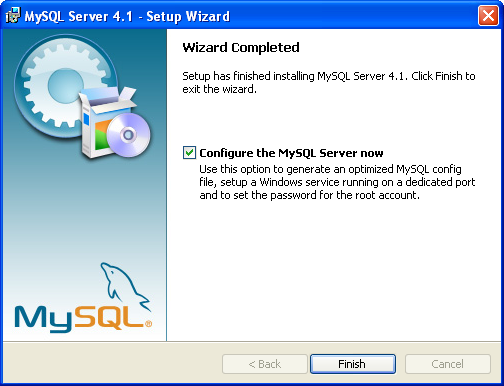 MySQL Server 4.1 - Setup Wizard
Wizard Completed
Setup has finished installing MySQL Server 4.1. Click Finish to
exit the wizard.
Configure the MySQL Server now
Use this option to generate an optimized MySQL config
file, setup a Windows service running on a dedicated port
and to set the password for the root account.
MySQL®
< Back
Finish
Cancel